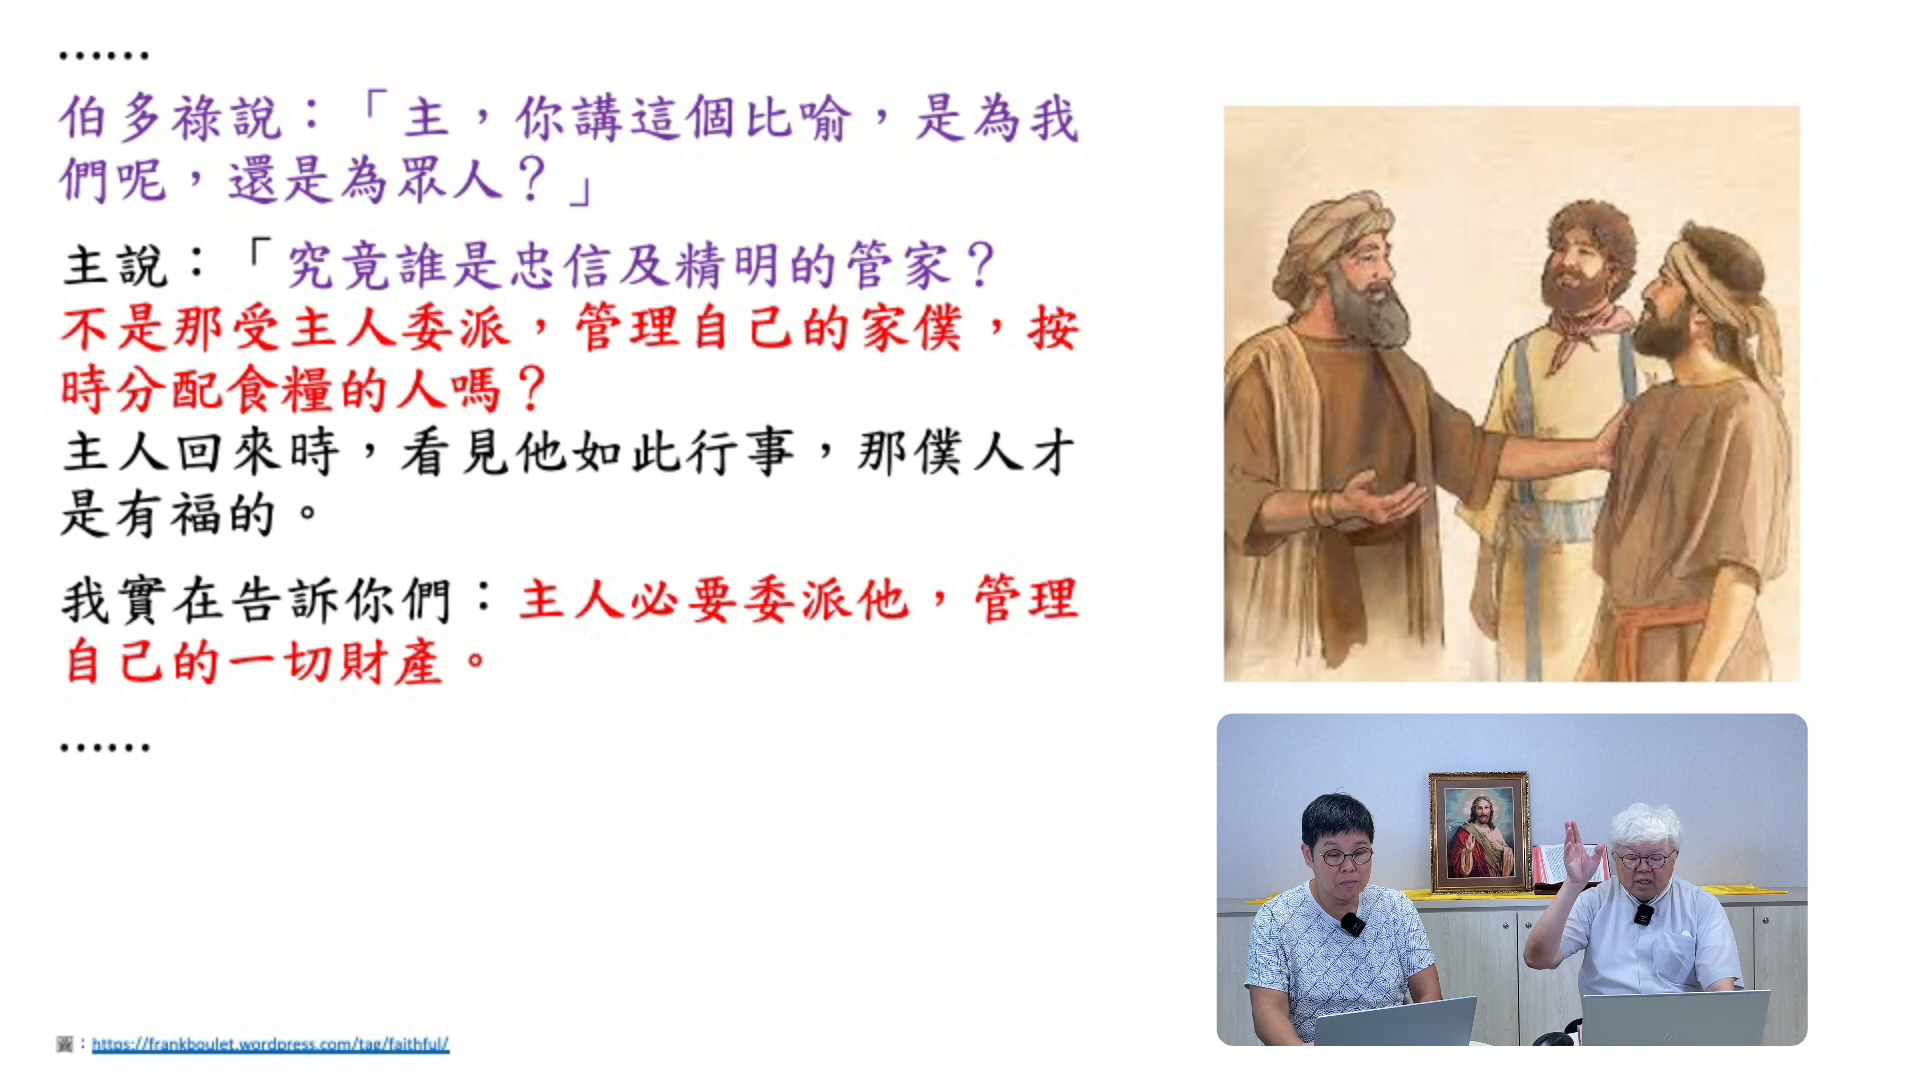 ……
伯多祿說：「主，你講這個比喻，是為我
們呢，還是為眾人？」
主說：「究竟誰是忠信及精明的管家？
不是那受主人委派，管理自己的家僕，按
時分配食糧的人嗎？
主人回來時，看見他如此行事，那僕人才
是有福的。
我實在告訴你們：主人必要委派他，管理
自己的一切財產。
……
圖：https://frankboulet.wordpress.com/tag/faithful/